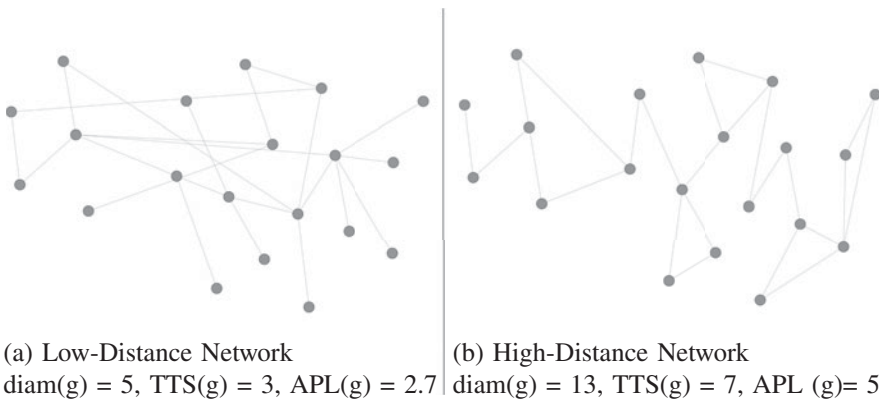 (a) Low-Distance Network
diam(g) = 5, TTS(g) = 3, APL(g) = 2.7
(b) High-Distance Network
diam(g) = 13, TTS(g) = 7, APL (g)= 5